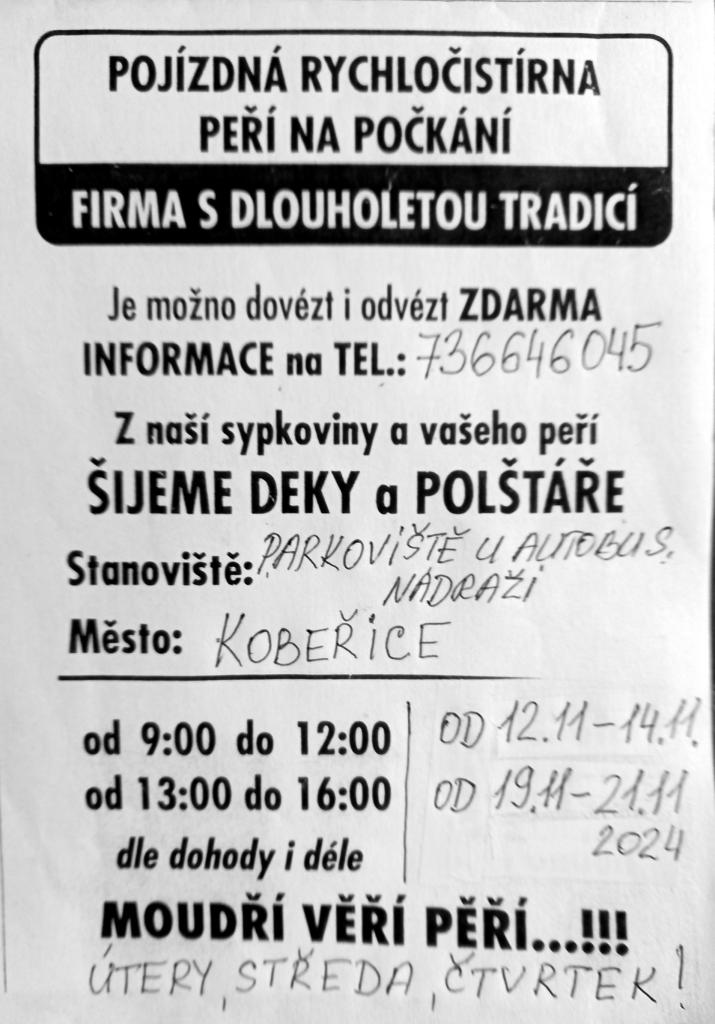 POJÍZDNÁ RYCHLOČISTÍRNA
PEŘÍ NA POČKÁNÍ
FIRMA S DLOUHOLETOU TRADICÍ
Je možno dovézt i odvézt ZDARMA
INFORMACE na TEL.: 736646045
Z naší sypkoviny a vašeho peří
ŠIJEME DEKY a POLŠTÁŘE
Stanoviště: PARKOVIŠTĚ U AUTOBUS.
NÁDRAŽÍ
Město: KOBEŘICE
od 9:00 do 12:00 OD 12.11-14.11.
od 13:00 do 16:00 OD 19.11-21.11
2024
dle dohody i déle
MOUDŘÍ VĚŘÍ PĚŘÍ...!!!
ÚTERY, STŘEDA, ČTVRTEK!